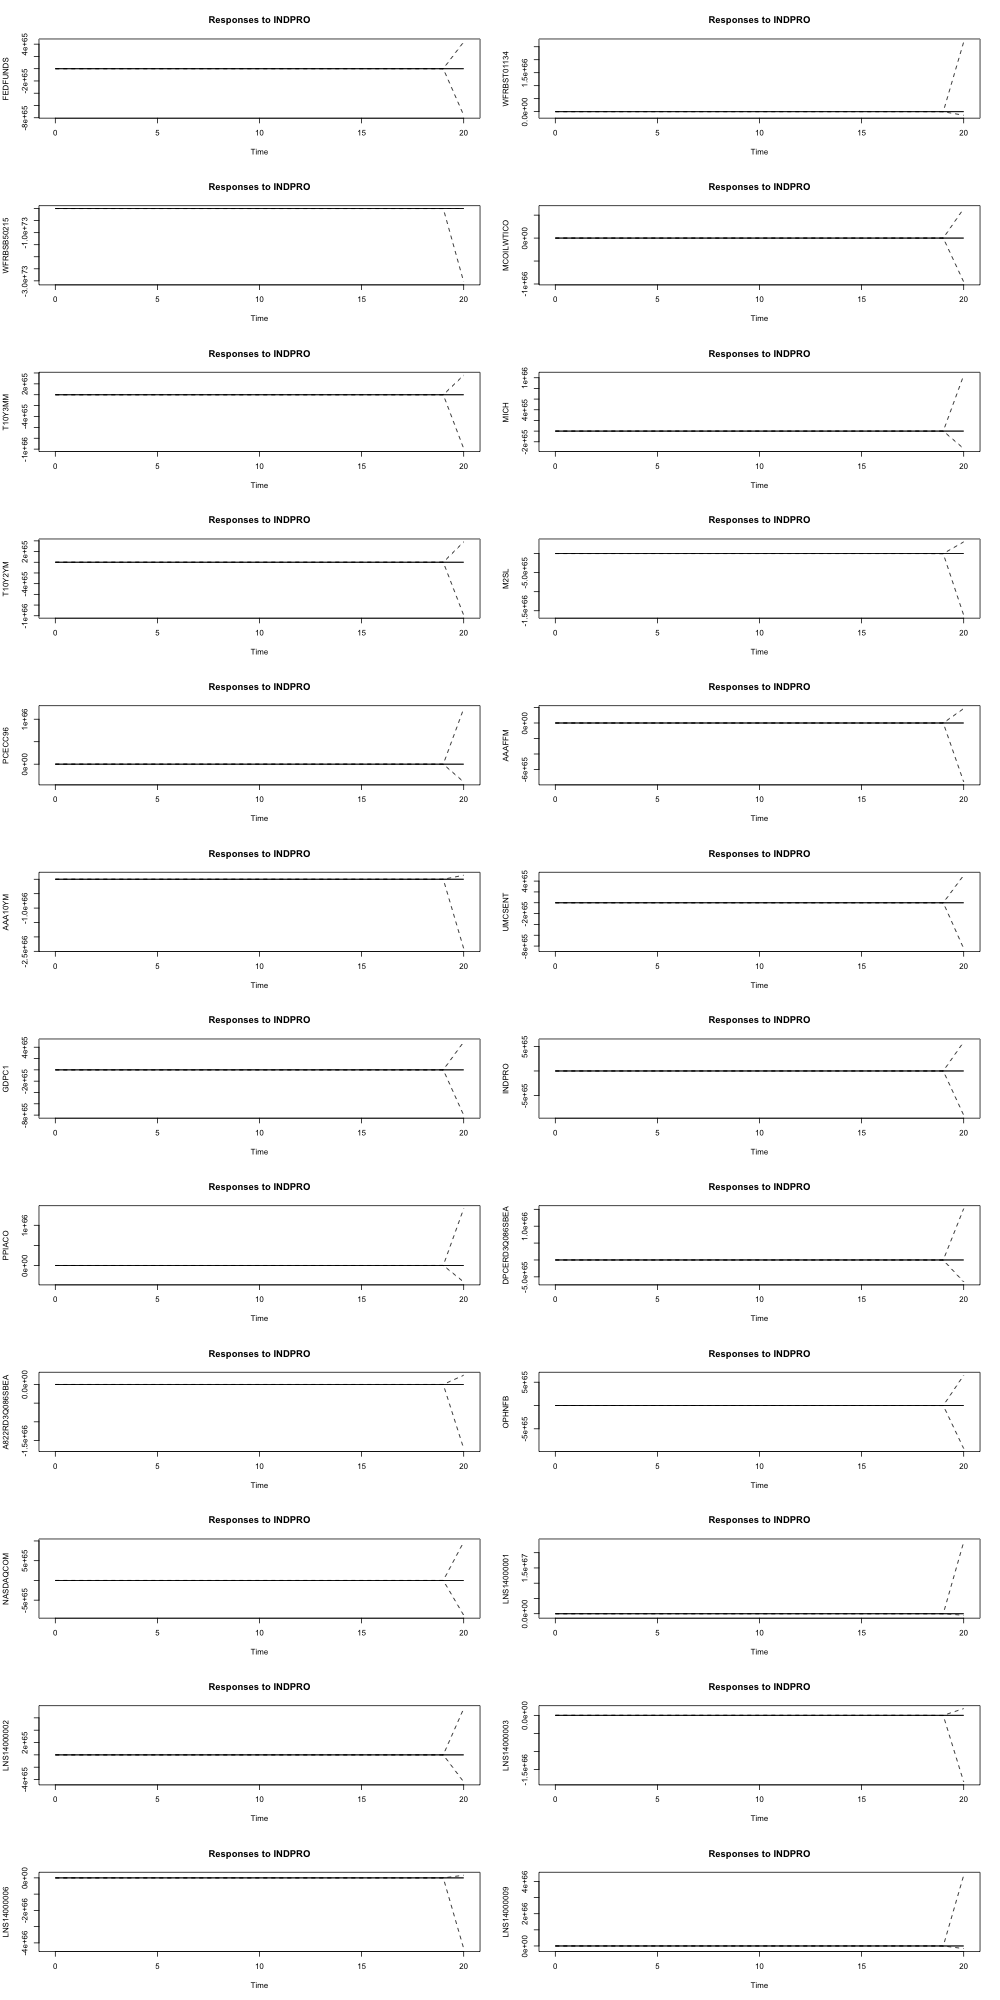 Responses to INDPRO
FEDFUNDS
4e+65
-2e+65
-8e+65
0 5 10 15 20
Time
Responses to INDPRO
WFRBST01134
1.5e+66
0.0e+00
0 5 10 15 20
Time
Responses to INDPRO
WFRBSB50215
-1.0e+73
-3.0e+73
0 5 10 15 20
Time
Responses to INDPRO
MCOILWTICO
0e+00
-1e+66
0 5 10 15 20
Time
Responses to INDPRO
T10Y3MM
2e+65
-4e+65
-1e+66
0 5 10 15 20
Time
Responses to INDPRO
MICH
1e+66
4e+65
-2e+65
0 5 10 15 20
Time
Responses to INDPRO
T10Y2YM
2e+65
-4e+65
-1e+66
0 5 10 15 20
Time
Responses to INDPRO
M2SL
-5.0e+65
-1.5e+66
0 5 10 15 20
Time
Responses to INDPRO
PCECC96
1e+66
0e+00
0 5 10 15 20
Time
Responses to INDPRO
AAAFFM
0e+00
-6e+65
0 5 10 15 20
Time
Responses to INDPRO
AAA10YM
-1.0e+66
-2.5e+66
0 5 10 15 20
Time
Responses to INDPRO
UMCSENT
4e+65
-2e+65
-8e+65
0 5 10 15 20
Time
Responses to INDPRO
GDPC1
4e+65
-2e+65
-8e+65
0 5 10 15 20
Time
Responses to INDPRO
INDPRO
5e+65
-5e+65
0 5 10 15 20
Time
Responses to INDPRO
PPIACO
1e+66
0e+00
0 5 10 15 20
Time
Responses to INDPRO
DPCERD3Q086SBEA
1.0e+66
-5.0e+65
0 5 10 15 20
Time
Responses to INDPRO
A822RD3Q086SBEA
0.0e+00
-1.5e+66
0 5 10 15 20
Time
Responses to INDPRO
OPHNFB
5e+65
-5e+65
0 5 10 15 20
Time
Responses to INDPRO
NASDAQCOM
5e+65
-5e+65
0 5 10 15 20
Time
Responses to INDPRO
LNS14000001
1.5e+67
0.0e+00
0 5 10 15 20
Time
Responses to INDPRO
LNS14000002
2e+65
-4e+65
0 5 10 15 20
Time
Responses to INDPRO
LNS14000003
0.0e+00
-1.5e+66
0 5 10 15 20
Time
Responses to INDPRO
LNS14000006
0e+00
-2e+66
-4e+66
0 5 10 15 20
Time
Responses to INDPRO
LNS14000009
4e+66
2e+66
0e+00
0 5 10 15 20
Time